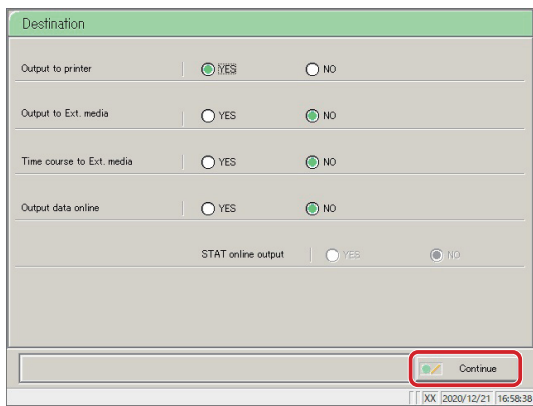 Destination
Output to printer YES NO
Output to Ext. media YES NO
Time course to Ext. media YES NO
Output data online YES NO
STAT online output YES NO
Continue
XX 2020/12/21 16:58:38